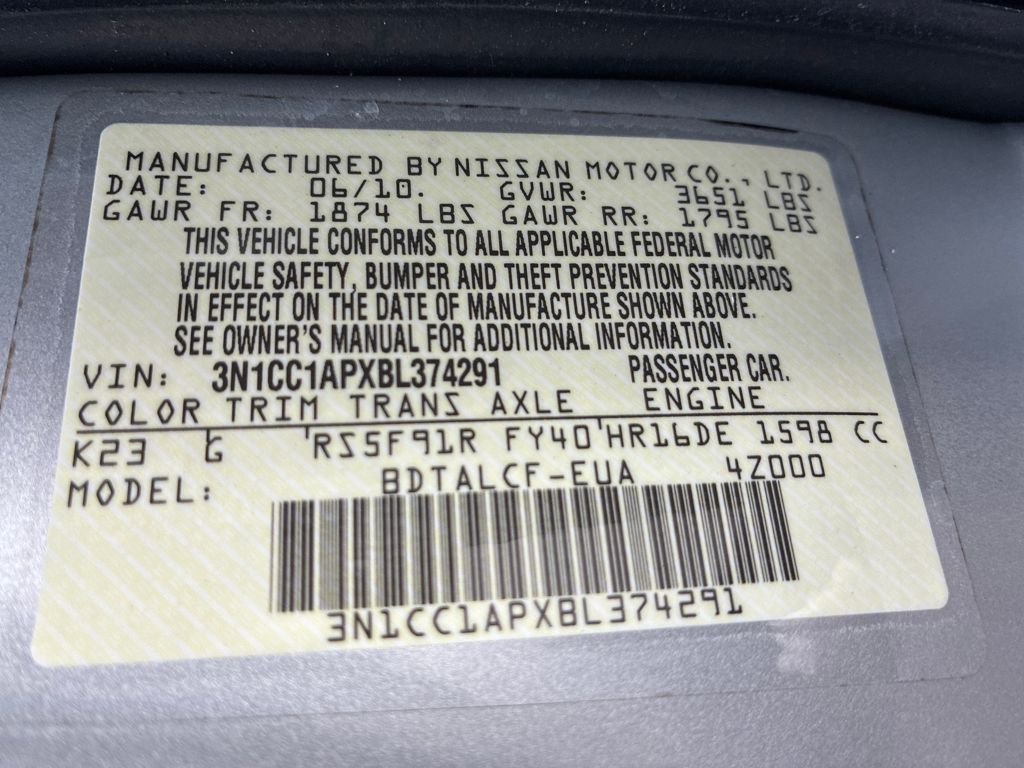 MANUFACTURED BY NISSAN MOTOR CO., LTD.
DATE: 06/10. GVWR: 3651 LBS
GAWR FR: 1874 LBS GAWR RR: 1795 LBS
THIS VEHICLE CONFORMS TO ALL APPLICABLE FEDERAL MOTOR
VEHICLE SAFETY, BUMPER AND THEFT PREVENTION STANDARDS
IN EFFECT ON THE DATE OF MANUFACTURE SHOWN ABOVE.
SEE OWNER'S MANUAL FOR ADDITIONAL INFORMATION.
VIN: 3N1CC1APXBL374291 PASSENGER CAR.
COLOR TRIM TRANS AXLE ENGINE
K23 G RS5F91R FY40 HR16DE 1598 CC
MODEL: BDTALCF-EUA 4Z000
3N1CC1APXBL374291